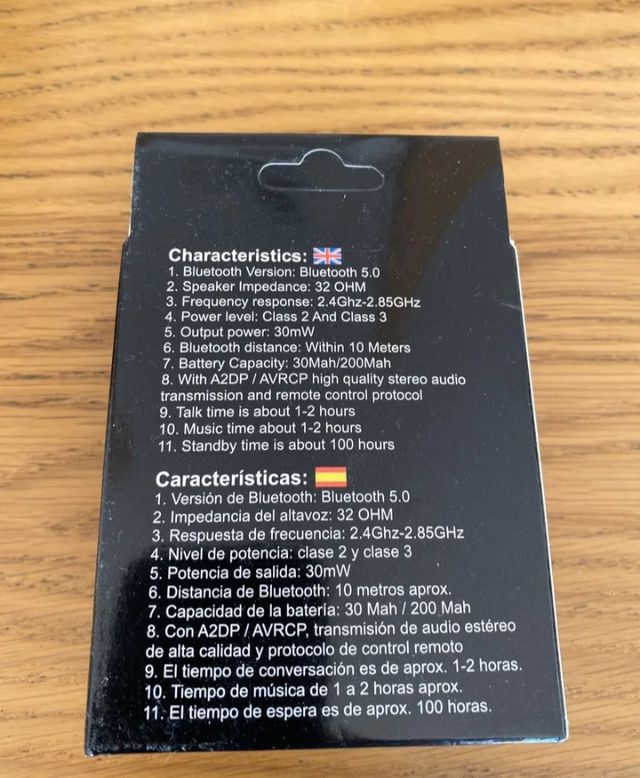 Characteristics:
1. Bluetooth Version: Bluetooth 5.0
2. Speaker Impedance: 32 OHM
3. Frequency response: 2.4Ghz-2.85GHz
4. Power level: Class 2 And Class 3
5. Output power: 30mW
6. Bluetooth distance: Within 10 Meters
7. Battery Capacity: 30Mah/200Mah
8. With A2DP / AVRCP high quality stereo audio
transmission and remote control protocol
9. Talk time is about 1-2 hours
10. Music time is about 1-2 hours
11. Standby time is about 100 hours
Características:
1. Versión de Bluetooth: Bluetooth 5.0
2. Impedancia del altavoz: 32 OHM
3. Respuesta de frecuencia: 2.4Ghz-2.85GHz
4. Nivel de potencia: clase 2 y clase 3
5. Potencia de salida: 30mW
6. Distancia de Bluetooth: 10 metros aprox.
7. Capacidad de la batería: 30 Mah / 200 Mah
8. Con A2DP / AVRCP, transmisión de audio estéreo
de alta calidad y protocolo de control remoto
9. El tiempo de conversación es de aprox. 1-2 horas.
10. Tiempo de música de 1 a 2 horas aprox.
11. El tiempo de espera es de aprox. 100 horas.